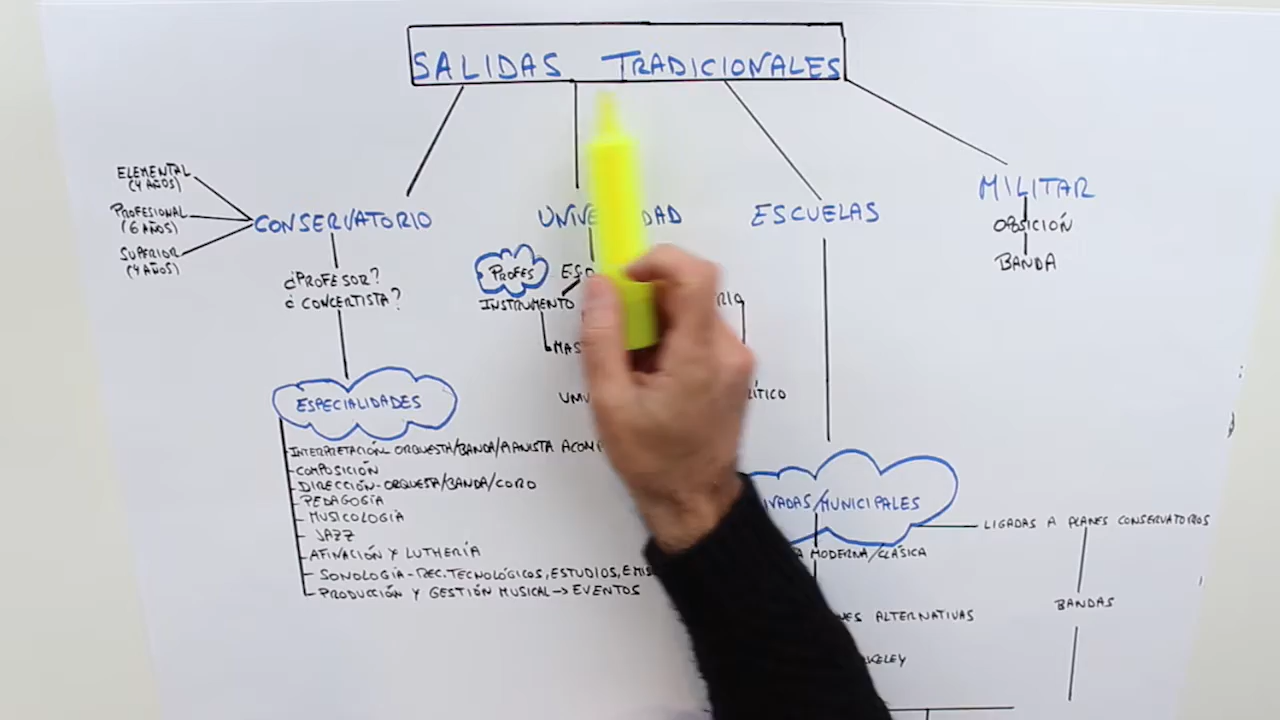 SALIDAS TRADICIONALES
ELEMENTAL
(4 AÑOS)
PROFESIONAL
(6 AÑOS)
SUPERIOR
(4 AÑOS)
CONSERVATORIO
¿PROFESOR?
¿CONCERTISTA?
ESPECIALIDADES
INTERPRETACIÓN ORQUESTA/BANDA/PIANISTA
COMPOSICIÓN
DIRECCIÓN-ORQUESTA/BANDA/CORO
PEDAGOGÍA
MUSICOLOGÍA
JAZZ
AFINACIÓN Y LUTHERÍA
SONOLOGÍA-REC.TECNOLÓGICOS, ESTUDIOS,
PRODUCCIÓN Y GESTIÓN MUSICAL→EVENTOS
PROFES
INSTRUMENTO
ESCUELAS
/MUNICIPALES
MODERNA/CLÁSICA
ALTERNATIVAS
LIGADAS A PLANES CONSERVATORIOS
BANDAS
MILITAR
OPOSICIÓN
BANDA